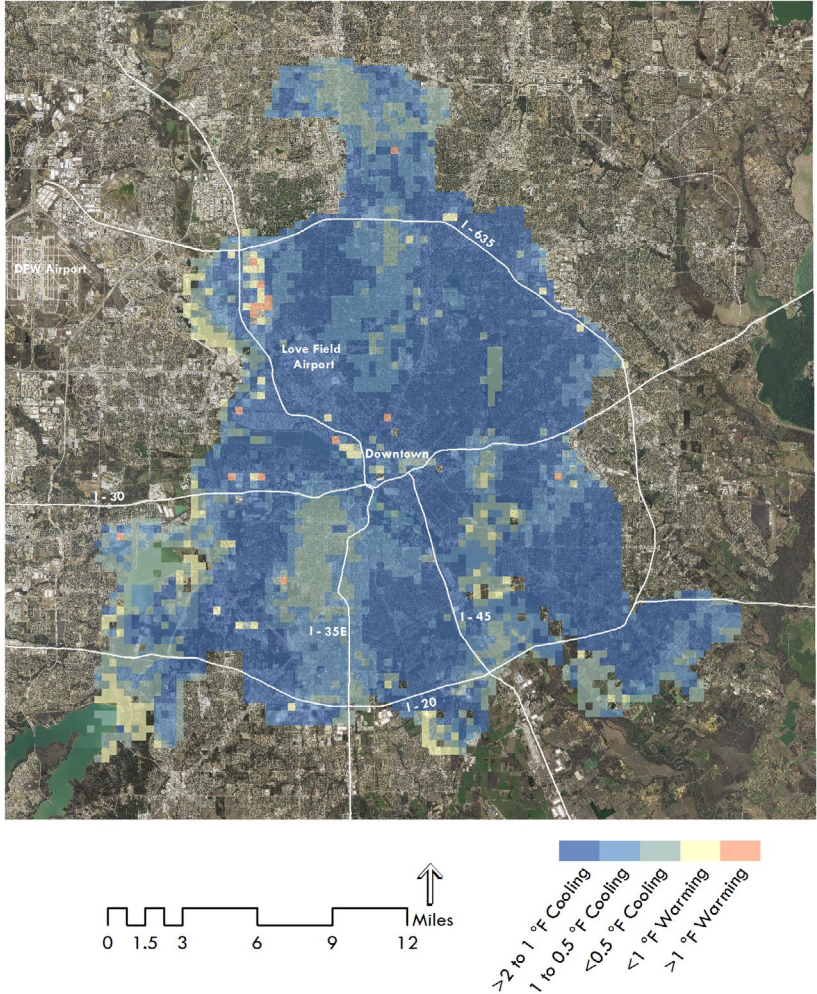 I - 635
DFW Airport
Love Field
Airport
Downtown
I - 30
I - 45
I - 35E
I - 20
Miles
0 1.5 3 6 9 12
>2 to 1 °F Cooling
1 to 0.5 °F Cooling
<0.5 °F Cooling
<1 °F Warming
>1 °F Warming